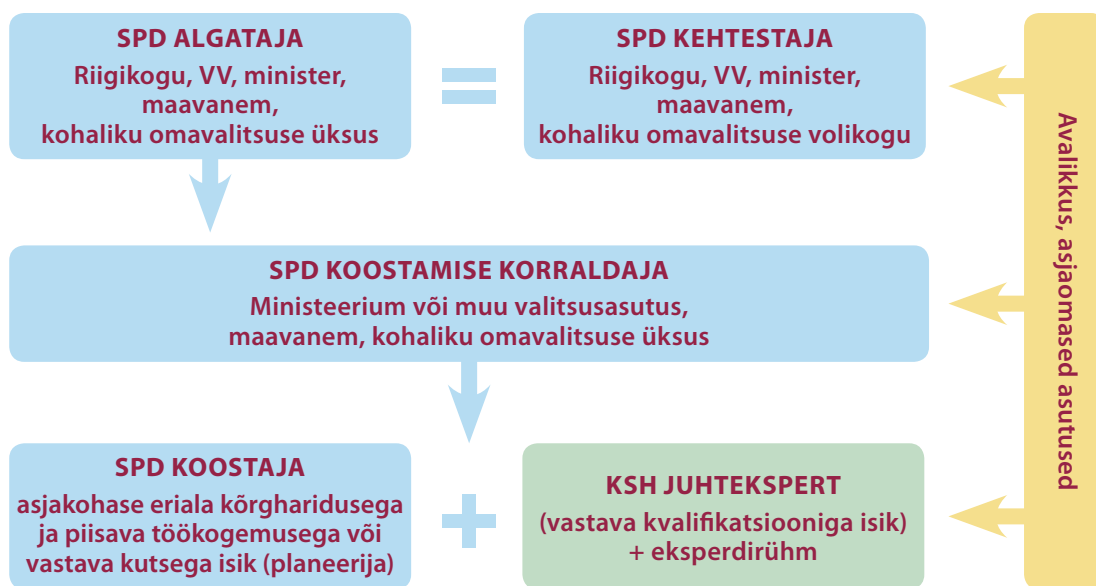 SPD ALGATAJA
Riigikogu, VV, minister,
maavanem,
kohaliku omavalitsuse üksus
=
SPD KEHTESTAJA
Riigikogu, VV, minister,
maavanem,
kohaliku omavalitsuse volikogu
SPD KOOSTAMISE KORRALDAJA
Ministeerium või muu valitsusasutus,
maavanem, kohaliku omavalitsuse üksus
SPD KOOSTAJA
asjakohase eriala kõrgharidusega
ja piisava töökogemusega või
vastava kutsega isik (planeerija)
+
KSH JUHTEKSPERT
(vastava kvalifikatsiooniga isik)
+ eksperdirühm
Avalikkus, asjaomased asutused